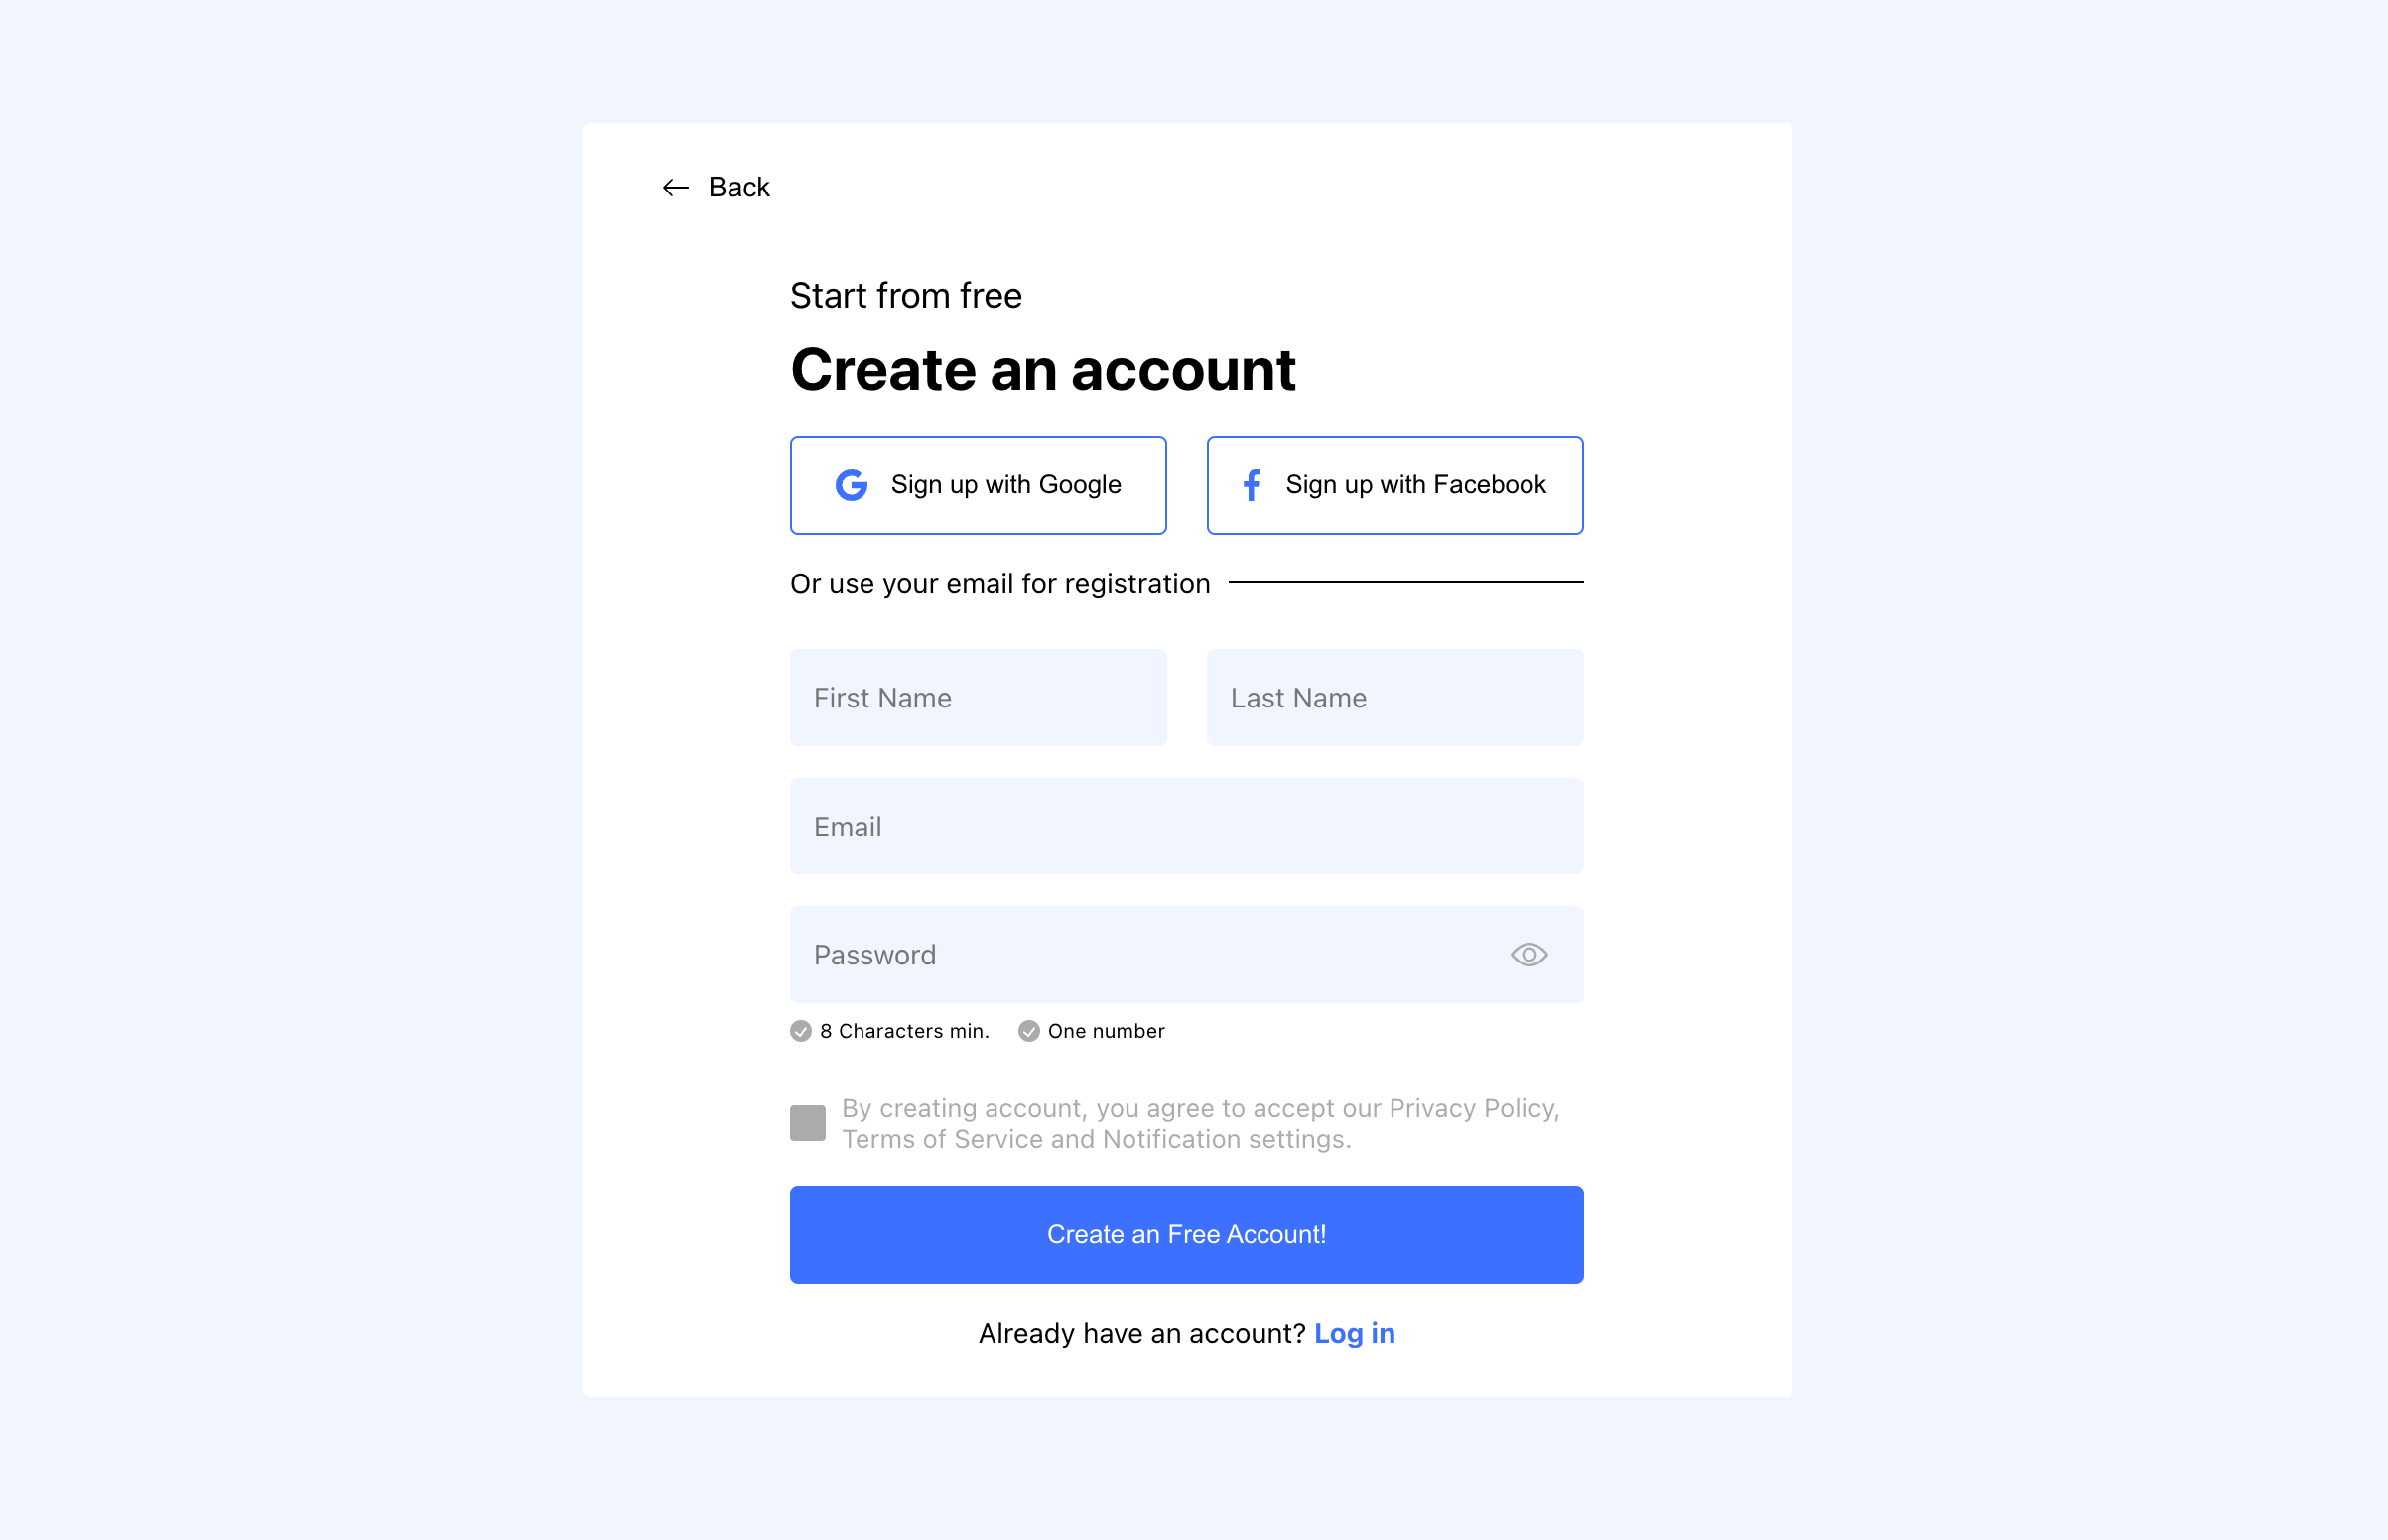 Back
Start from free
Create an account
Sign up with Google
Sign up with Facebook
Or use your email for registration
First Name
Last Name
Email
Password
8 Characters min.
One number
By creating account, you agree to accept our Privacy Policy,
Terms of Service and Notification settings.
Create an Free Account!
Already have an account? Log in